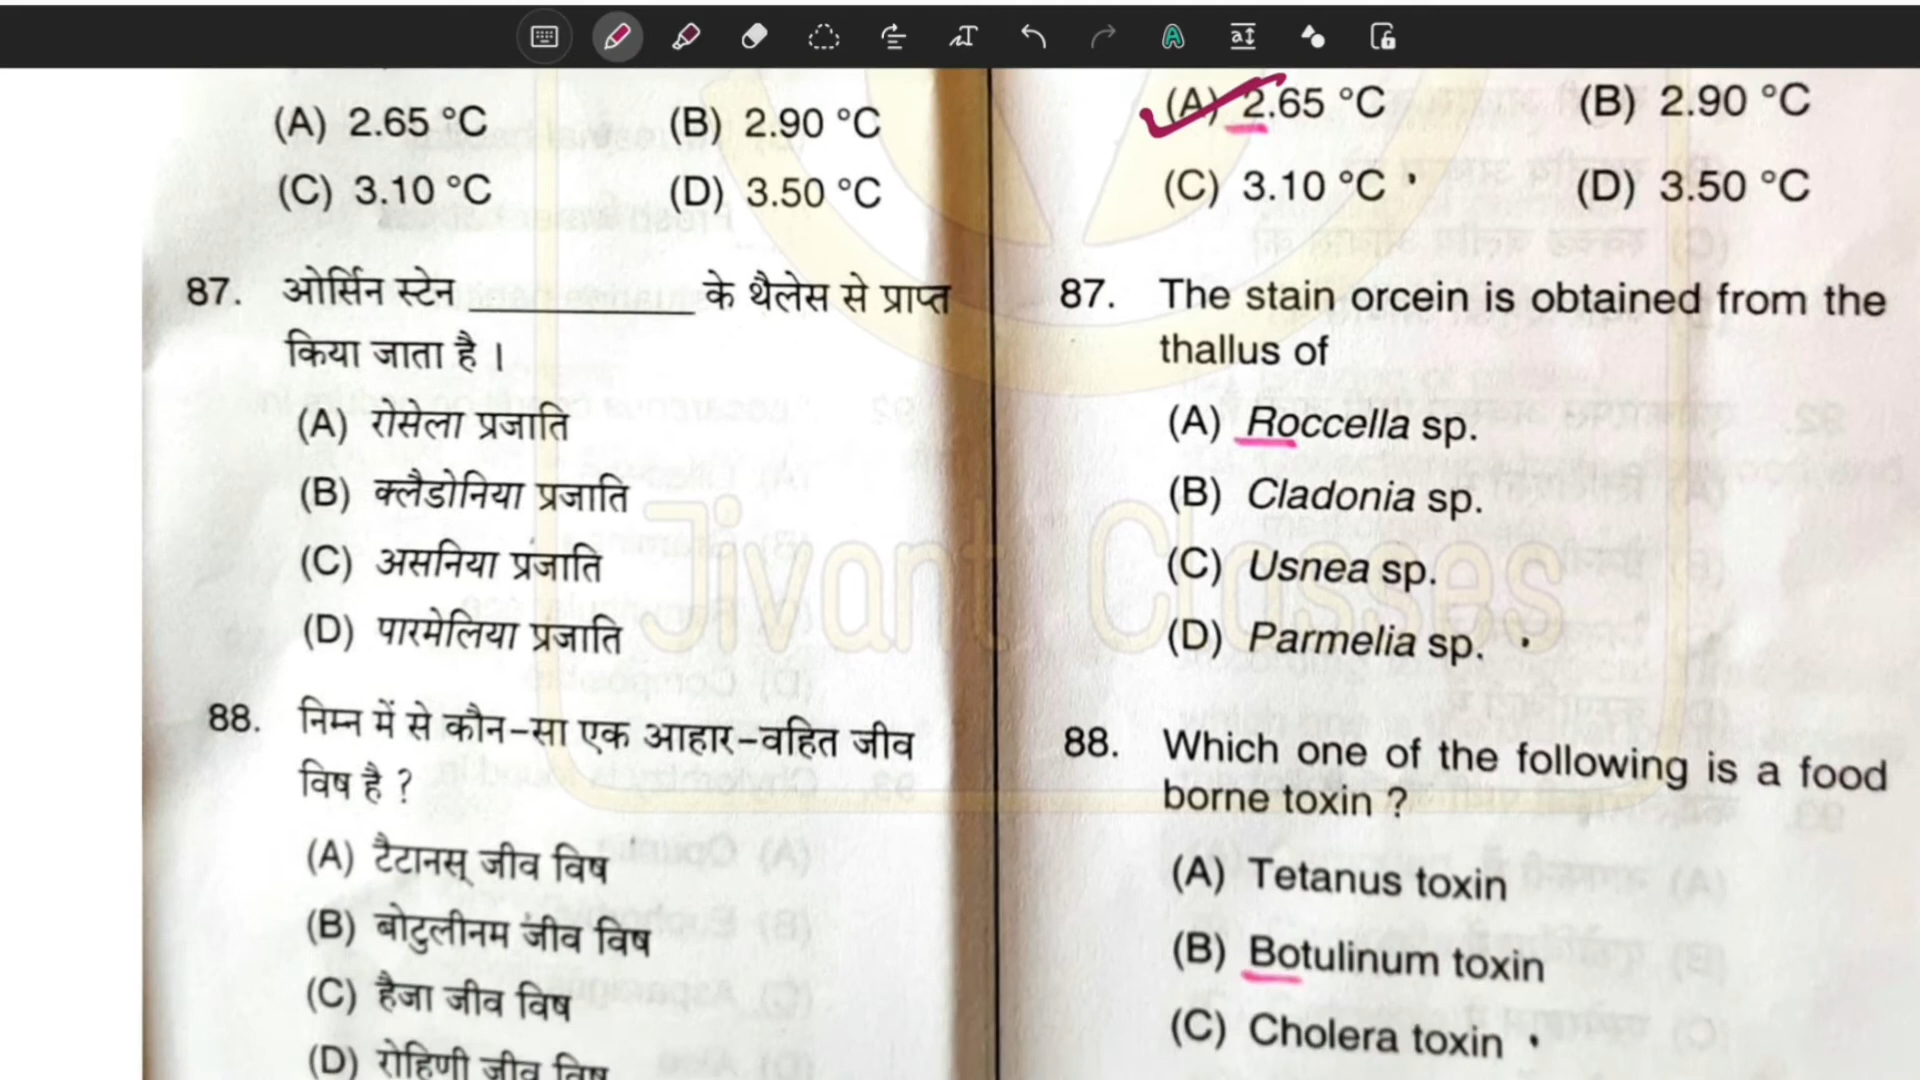 (A) 2.65 °C (B) 2.90 °C
(C) 3.10 °C (D) 3.50 °C
87. ओर्सिन स्टेन __________ के थैलेस से प्राप्त
किया जाता है ।
(A) रोसेला प्रजाति
(B) क्लैडोनिया प्रजाति
(C) असनिया प्रजाति
(D) पारमेलिया प्रजाति
88. निम्न में से कौन-सा एक आहार-वहित जीव
विष है ?
(A) टैटानस् जीव विष
(B) बोटुलीनम जीव विष
(C) हैजा जीव विष
(D) रोहिणी जीव विष
(A) 2.65 °C (B) 2.90 °C
(C) 3.10 °C (D) 3.50 °C
87. The stain orcein is obtained from the
thallus of
(A) Roccella sp.
(B) Cladonia sp.
(C) Usnea sp.
(D) Parmelia sp.
88. Which one of the following is a food
borne toxin ?
(A) Tetanus toxin
(B) Botulinum toxin
(C) Cholera toxin
Jivant Classes